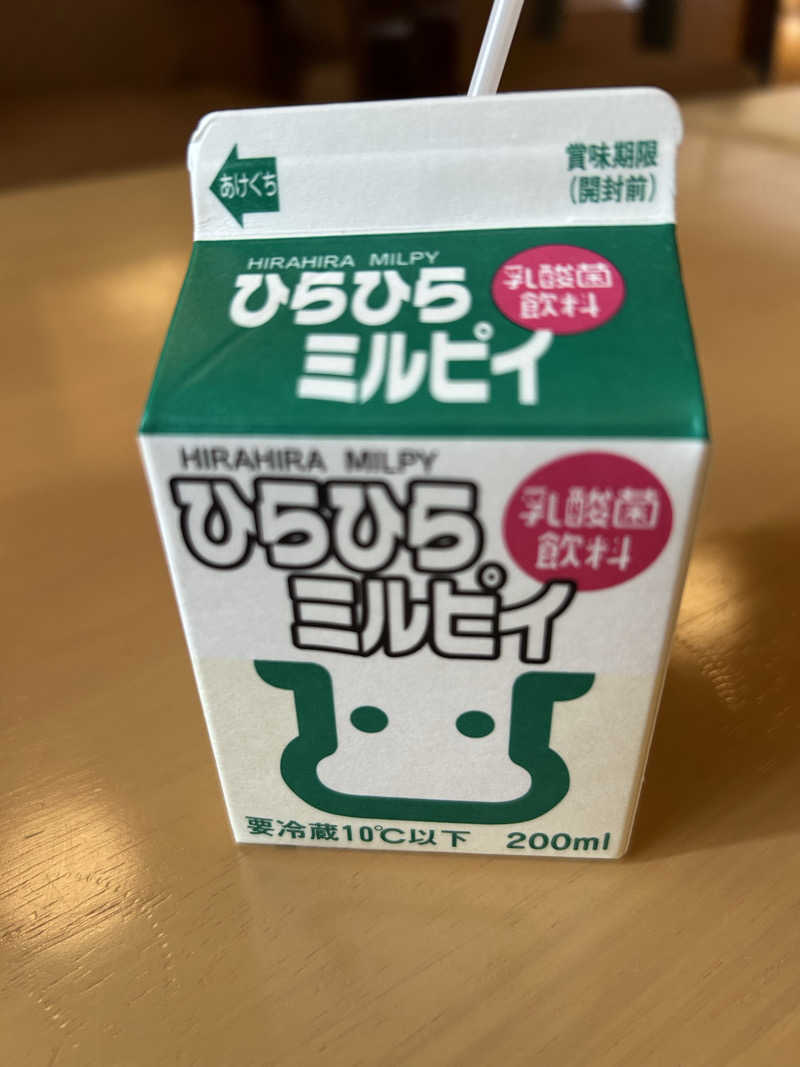 あけくち
賞味期限
(開封前)
HIRAHIRA MILPY
ひらひら
ミルピイ
乳酸菌
飲料
HIRAHIRA MILPY
ひらひら
ミルピイ
乳酸菌
飲料
要冷蔵10℃以下 200ml